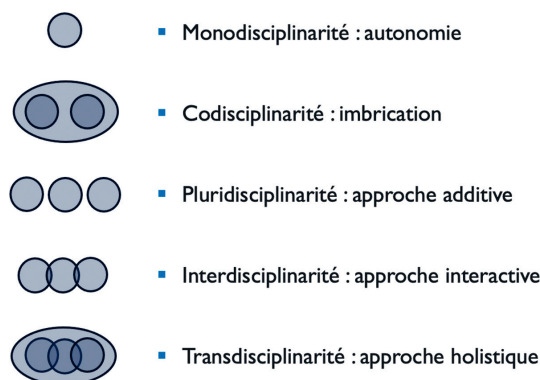 Monodisciplinarité : autonomie
Codisciplinarité : imbrication
Pluridisciplinarité : approche additive
Interdisciplinarité : approche interactive
Transdisciplinarité : approche holistique